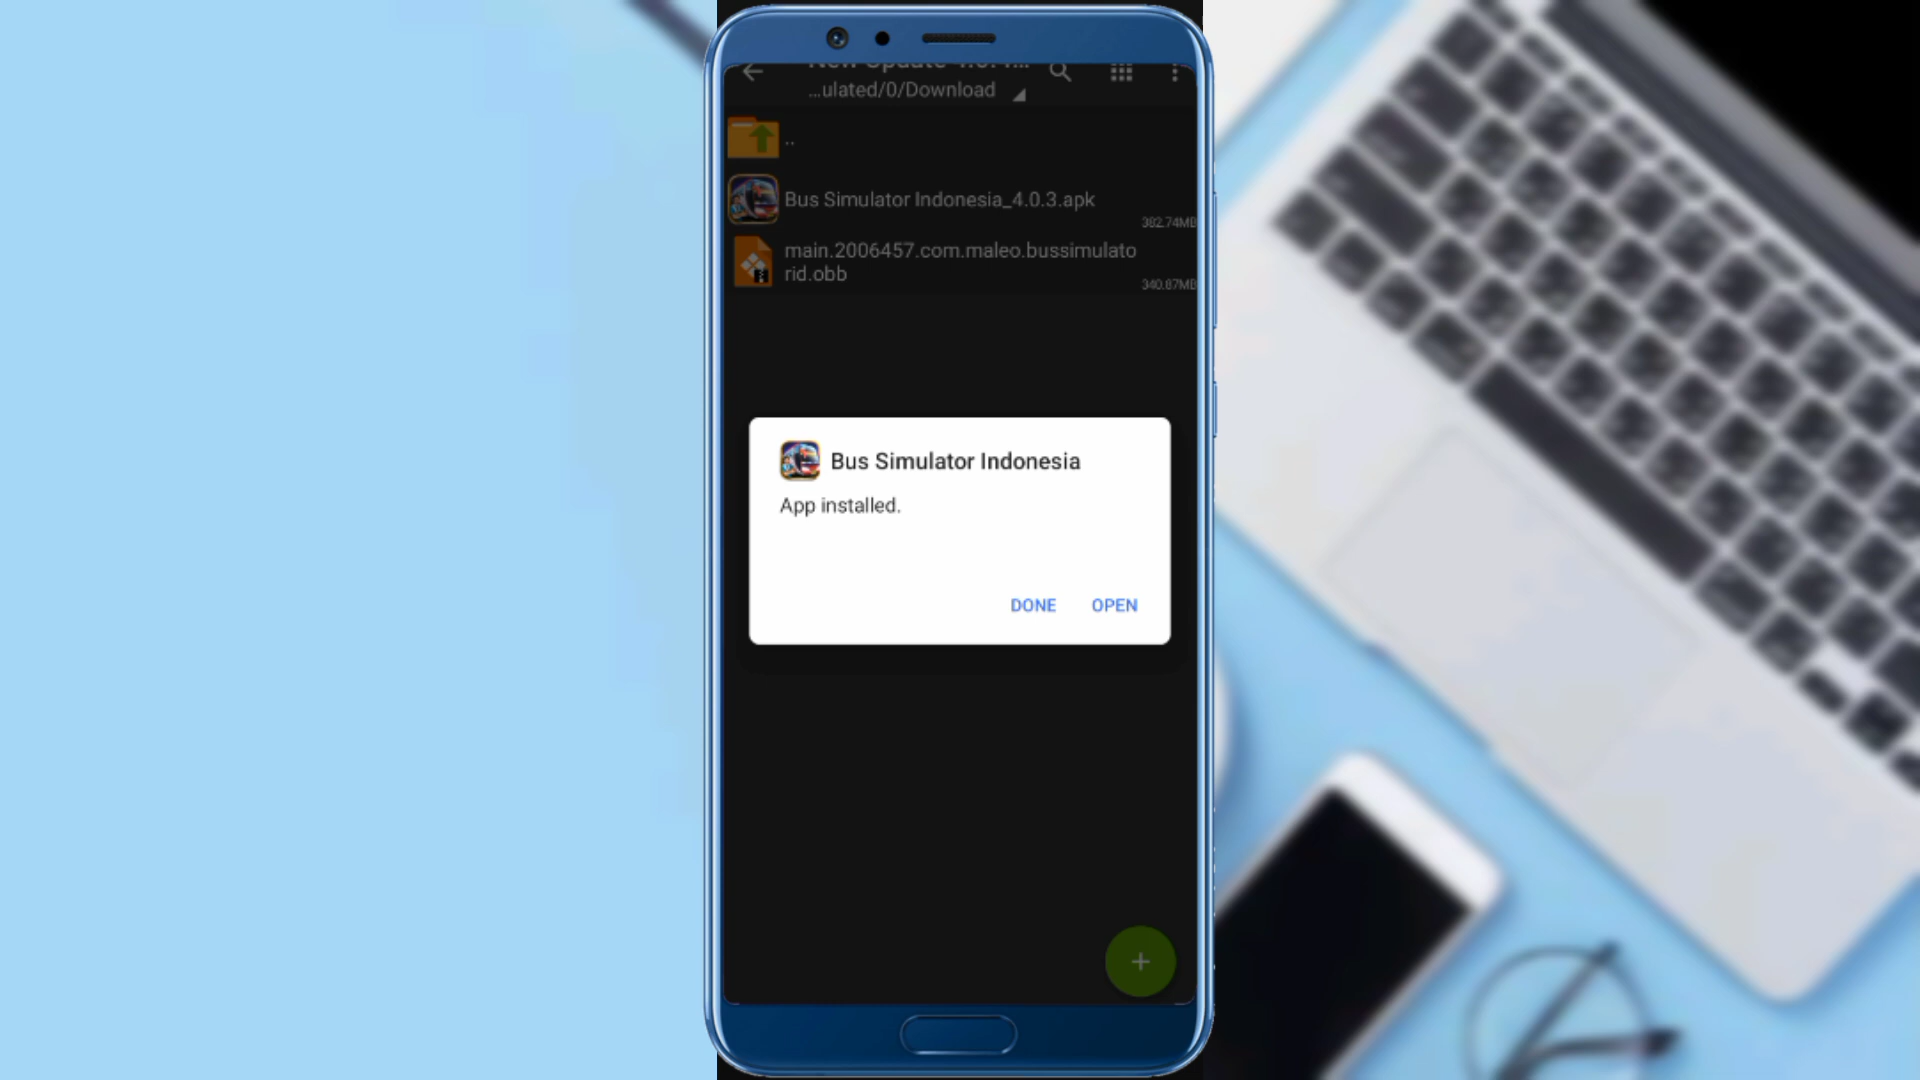 ...ulated/0/Download
..
Bus Simulator Indonesia_4.0.3.apk
382.74MB
main.2006457.com.maleo.bussimulato
rid.obb
340.87MB
Bus Simulator Indonesia
App installed.
DONE
OPEN